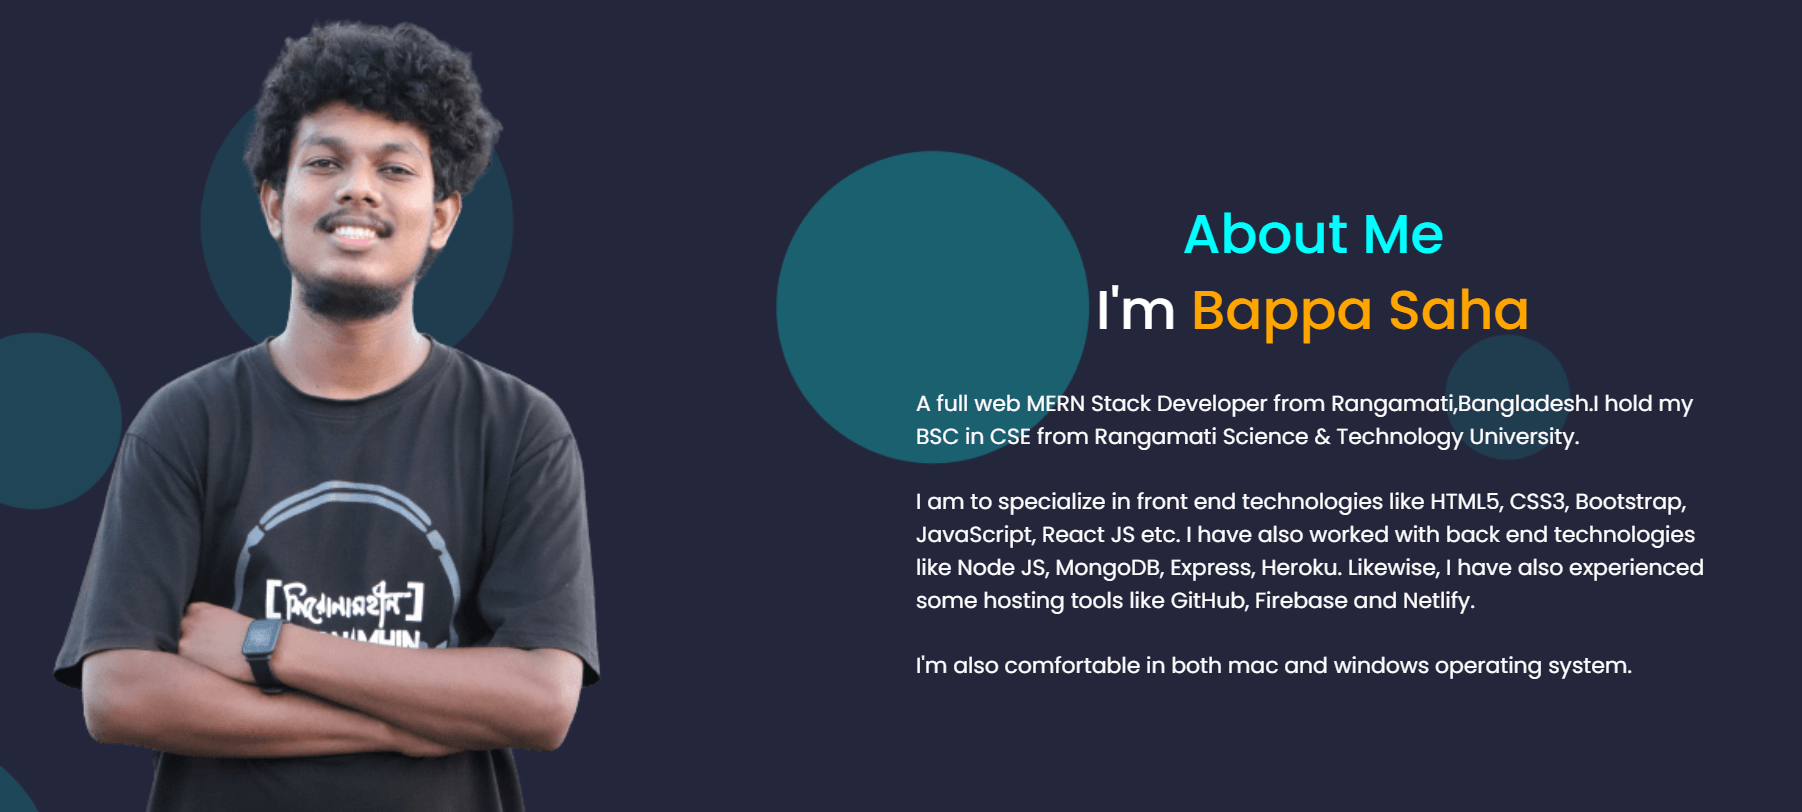 About Me
I'm Bappa Saha
A full web MERN Stack Developer from Rangamati,Bangladesh.I hold my
BSC in CSE from Rangamati Science & Technology University.
I am to specialize in front end technologies like HTML5, CSS3, Bootstrap,
JavaScript, React JS etc. I have also worked with back end technologies
like Node JS, MongoDB, Express, Heroku. Likewise, I have also experienced
some hosting tools like GitHub, Firebase and Netlify.
I'm also comfortable in both mac and windows operating system.
[শিরোনামহীন]